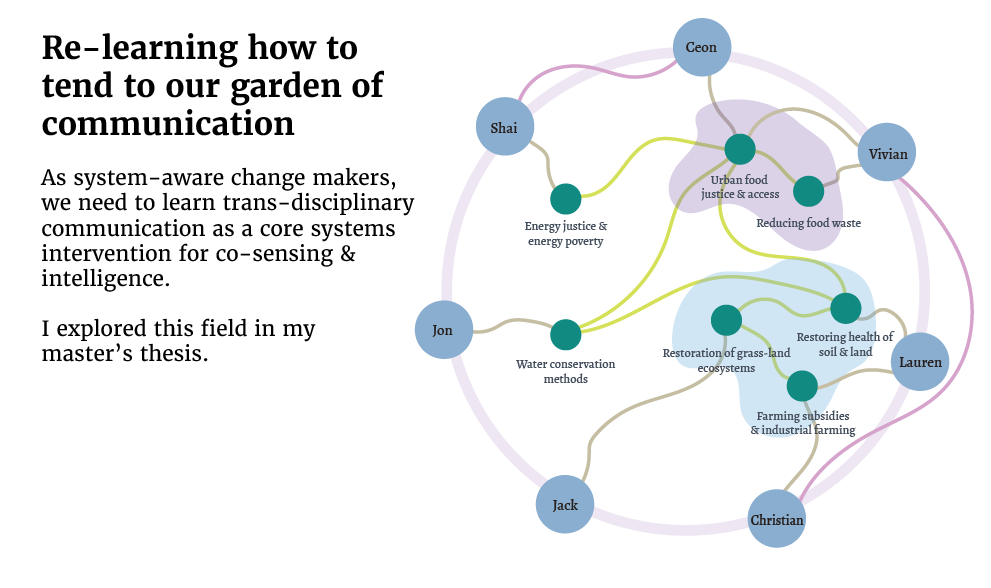 Re-learning how to
tend to our garden of
communication
As system-aware change makers,
we need to learn trans-disciplinary
communication as a core systems
intervention for co-sensing &
intelligence.
I explored this field in my
master's thesis.
Ceon
Shai
Vivian
Urban food
justice & access
Reducing food waste
Energy justice &
energy poverty
Jon
Water conservation
methods
Restoring health of
soil & land
Restoration of grass-land
ecosystems
Lauren
Farming subsidies
& industrial farming
Jack
Christian